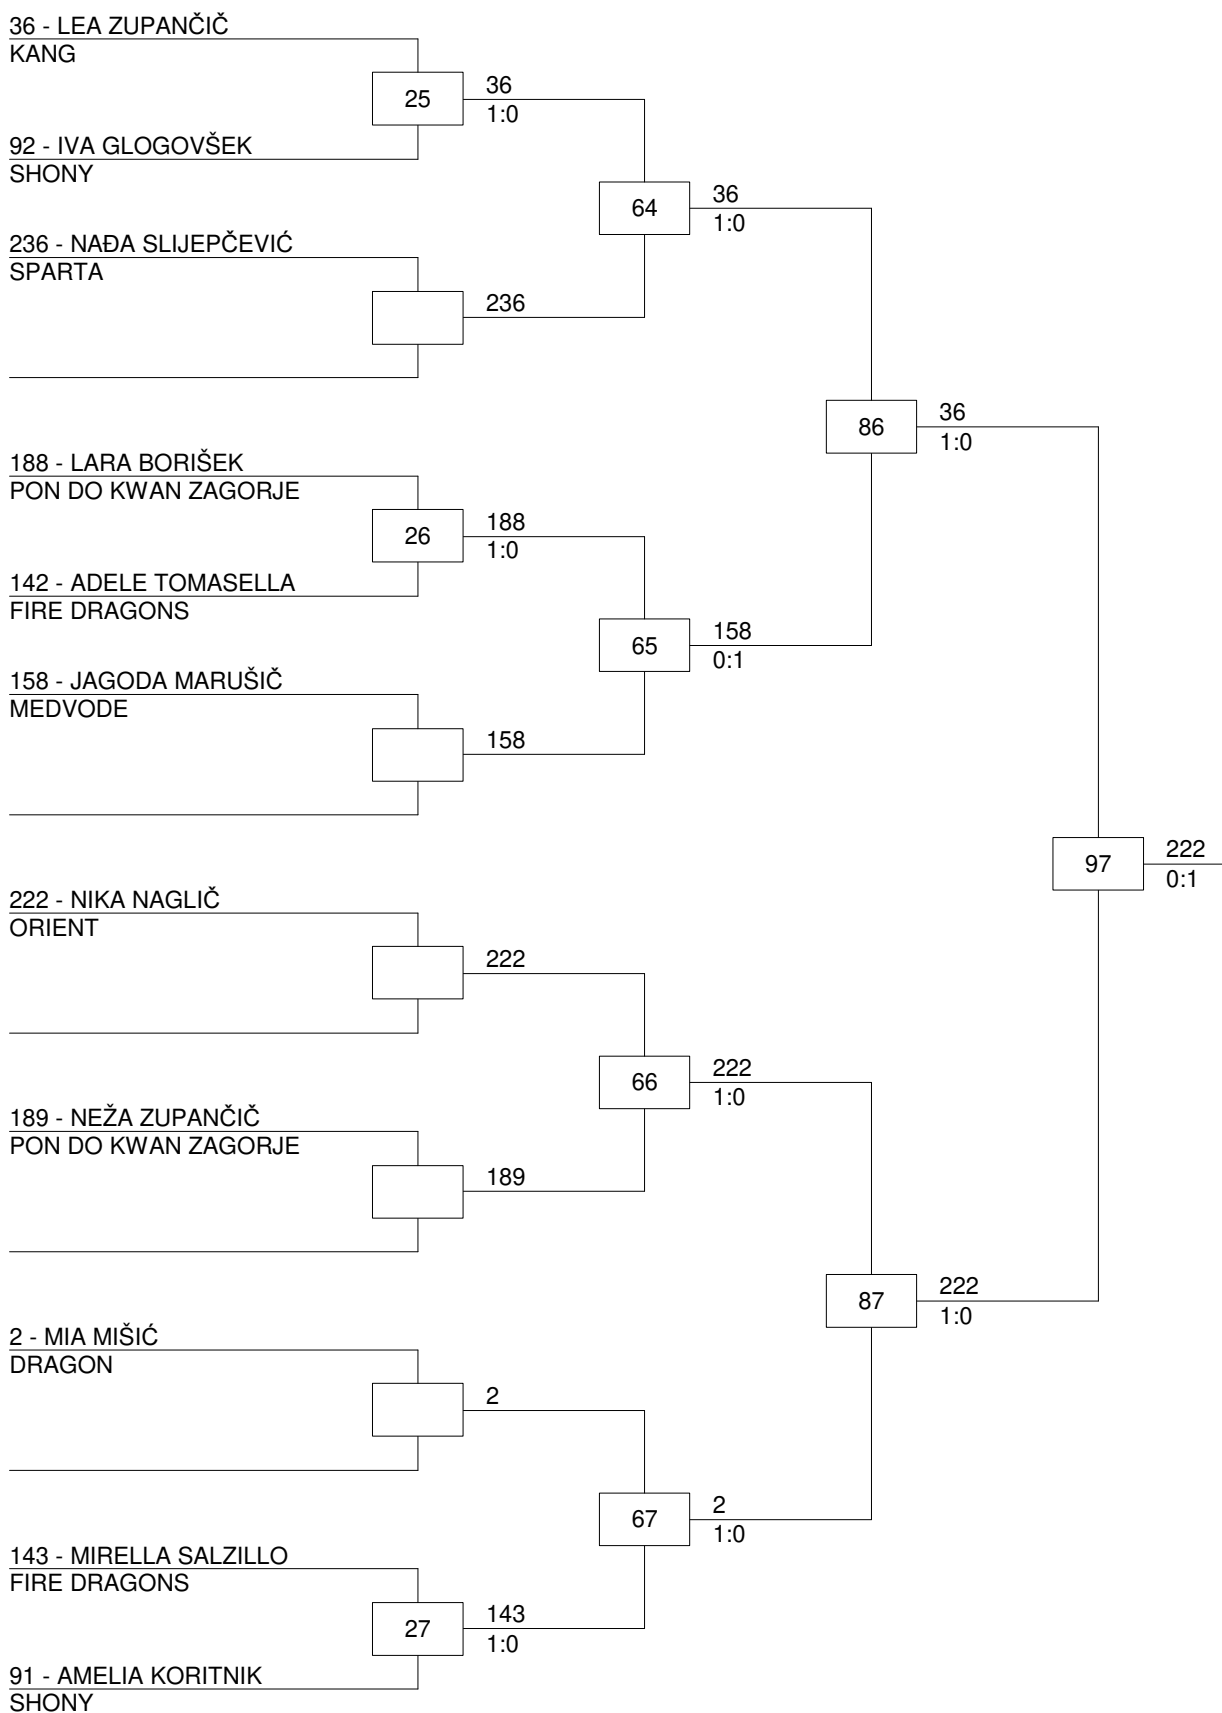 36 - LEA ZUPANČIČ
KANG
25
36
1:0
92 - IVA GLOGOVŠEK
SHONY
64
36
1:0
236 - NAĐA SLIJEPČEVIĆ
SPARTA
236
86
36
1:0
188 - LARA BORIŠEK
PON DO KWAN ZAGORJE
26
188
1:0
142 - ADELE TOMASELLA
FIRE DRAGONS
65
158
0:1
158 - JAGODA MARUŠIČ
MEDVODE
158
97
222
0:1
222 - NIKA NAGLIČ
ORIENT
222
66
222
1:0
189 - NEŽA ZUPANČIČ
PON DO KWAN ZAGORJE
189
87
222
1:0
2 - MIA MIŠIĆ
DRAGON
2
67
2
1:0
143 - MIRELLA SALZILLO
FIRE DRAGONS
27
143
1:0
91 - AMELIA KORITNIK
SHONY